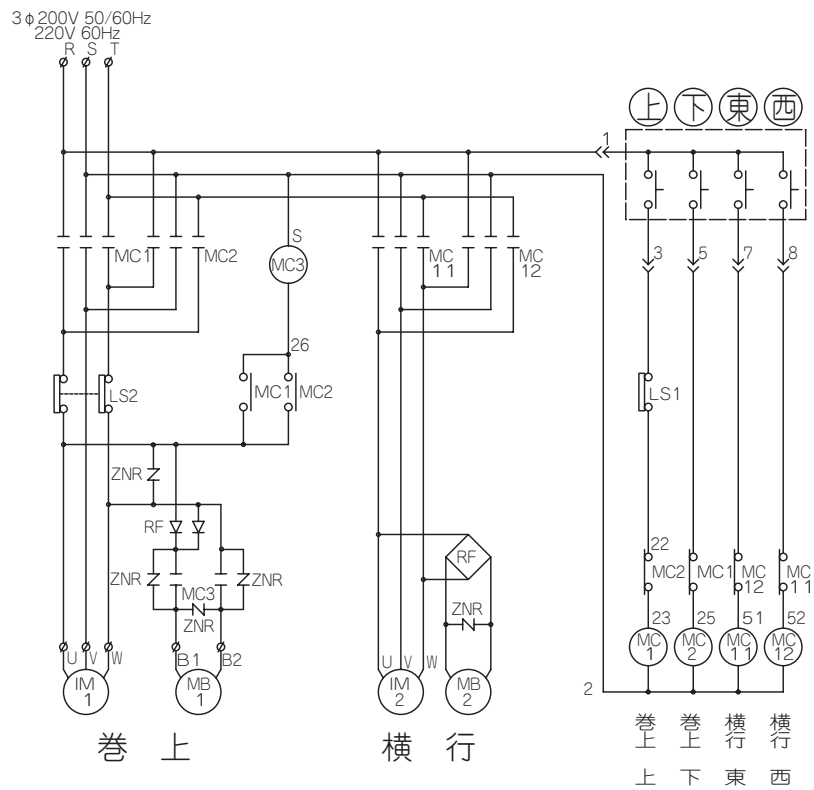 3φ200V 50/60Hz
220V 60Hz
R S T
上 下 東 西
1
S
MC1
MC2
MC3
MC
11
MC
12
3 5 7 8
26
LS2
MC1
MC2
LS1
ZNR
RF
ZNR
MC3
ZNR
ZNR
RF
ZNR
22
MC2
MC1
MC
12
MC
11
23 25 51 52
MC
1
MC
2
MC
11
MC
12
U V W
B1 B2
IM
1
MB
1
U V W
IM
2
MB
2
2
巻上
横行
巻上 上
巻上 下
横行 東
横行 西